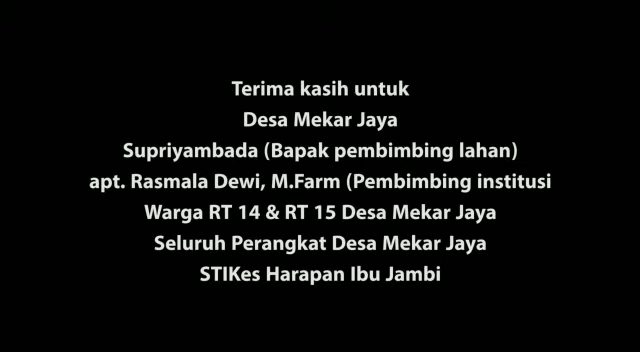 Terima kasih untuk
Desa Mekar Jaya
Supriyambada (Bapak pembimbing lahan)
apt. Rasmala Dewi, M.Farm (Pembimbing institusi
Warga RT 14 & RT 15 Desa Mekar Jaya
Seluruh Perangkat Desa Mekar Jaya
STIKes Harapan Ibu Jambi